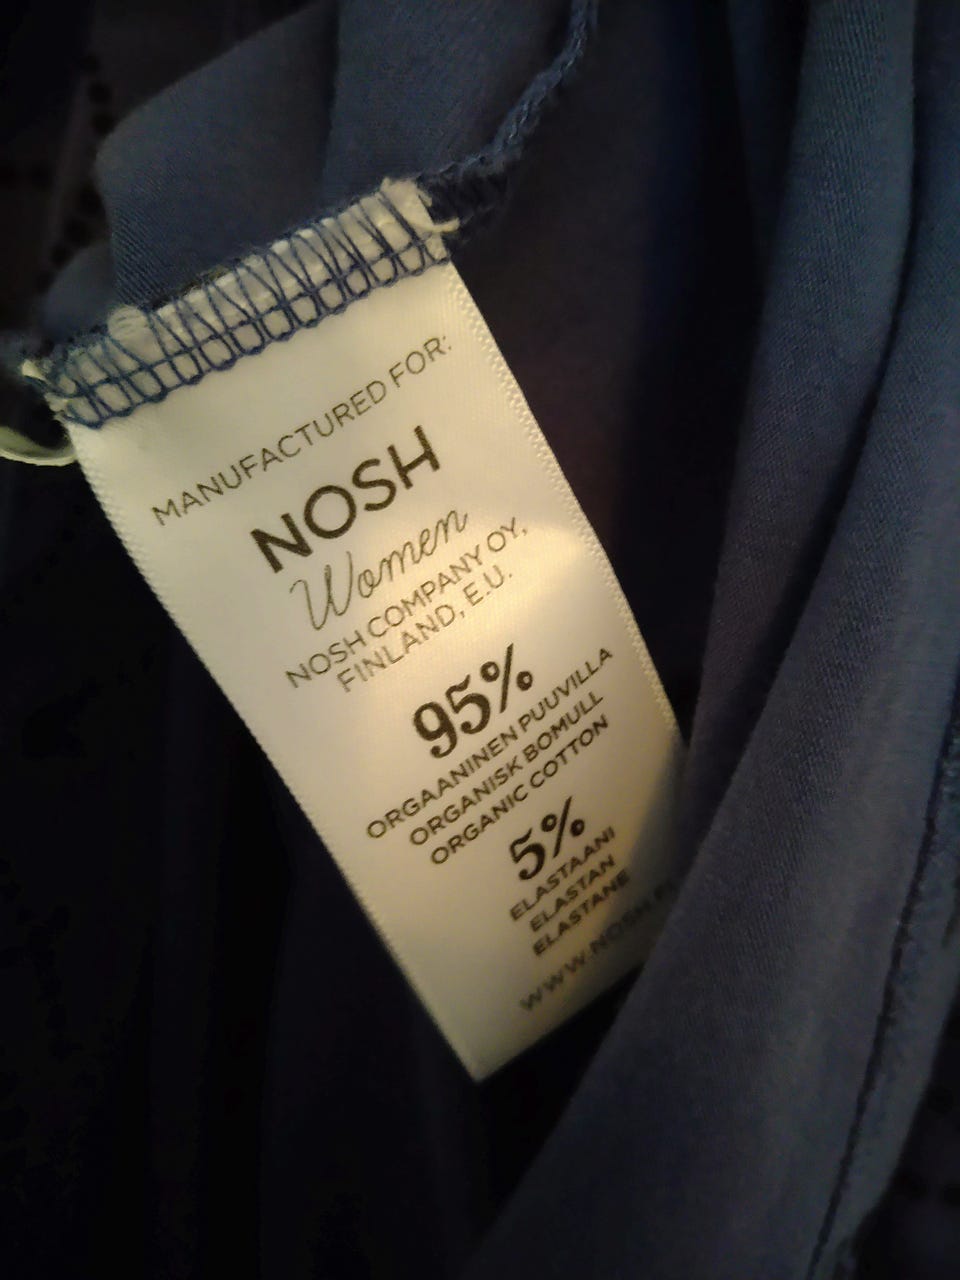 MANUFACTURED FOR:
NOSH
Women
NOSH COMPANY OY,
FINLAND, E.U.
95%
ORGAANINEN PUUVILLA
ORGANISK BOMULL
ORGANIC COTTON
5%
ELASTAANI
ELASTAN
ELASTANE